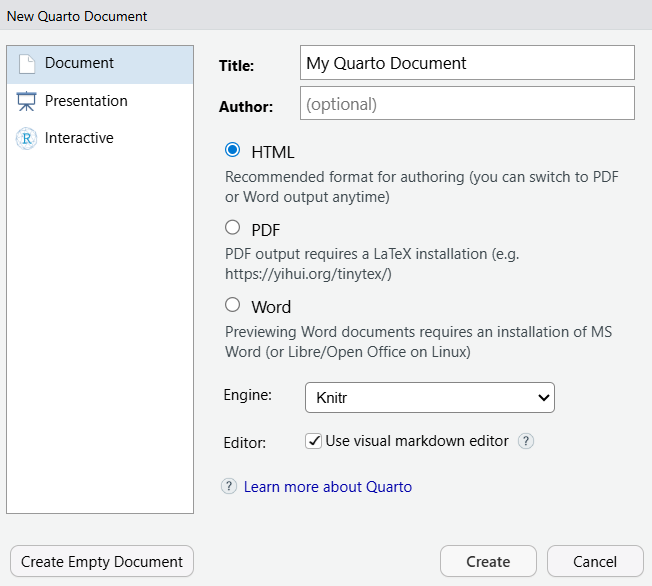 New Quarto Document
Document
Presentation
R Interactive
Title: My Quarto Document
Author: (optional)
HTML
Recommended format for authoring (you can switch to PDF
or Word output anytime)
PDF
PDF output requires a LaTeX installation (e.g.
https://yihui.org/tinytex/)
Word
Previewing Word documents requires an installation of MS
Word (or Libre/Open Office on Linux)
Engine: Knitr
Editor: Use visual markdown editor ?
? Learn more about Quarto
Create Empty Document Create Cancel